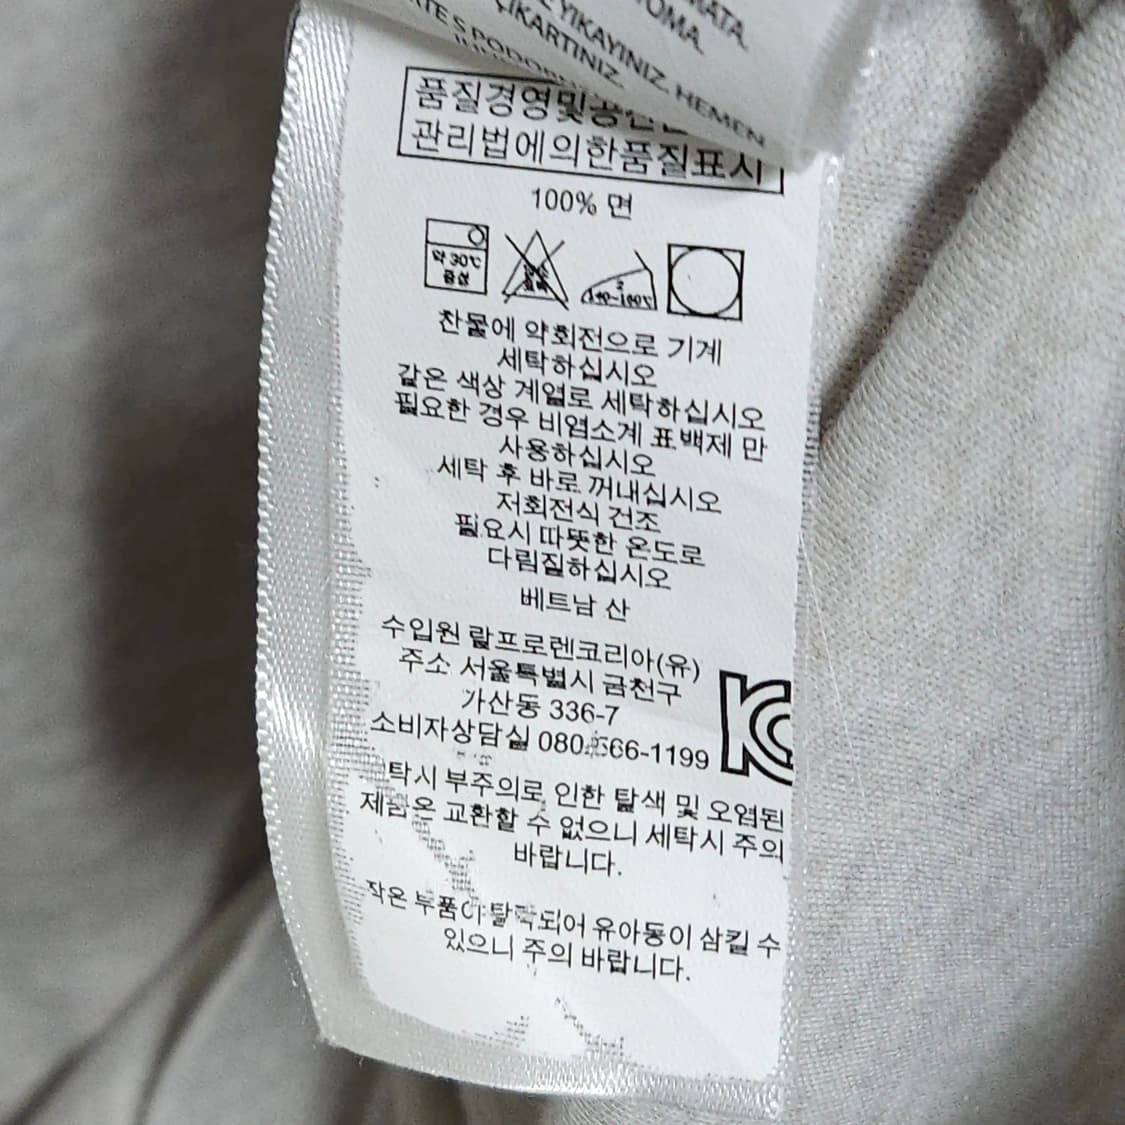 YIKAYINIZ, HEMEN
ÇIKARTINIZ.
품질경영및공
관리법에의한품질표시
100% 면
약 30℃
중성
140~160℃
찬물에 약회전으로 기계
세탁하십시오
같은 색상 계열로 세탁하십시오
필요한 경우 비염소계 표백제 만
사용하십시오
세탁 후 바로 꺼내십시오
저회전식 건조
필요시 따뜻한 온도로
다림질하십시오
베트남 산
수입원 랄프로렌코리아(유)
주소 서울특별시 금천구
가산동 336-7
소비자상담실 080-566-1199
탁시 부주의로 인한 탈색 및 오염된
제품은 교환할 수 없으니 세탁시 주의
바랍니다.
작은 부품이 탈락되어 유아동이 삼킬 수
있으니 주의 바랍니다.